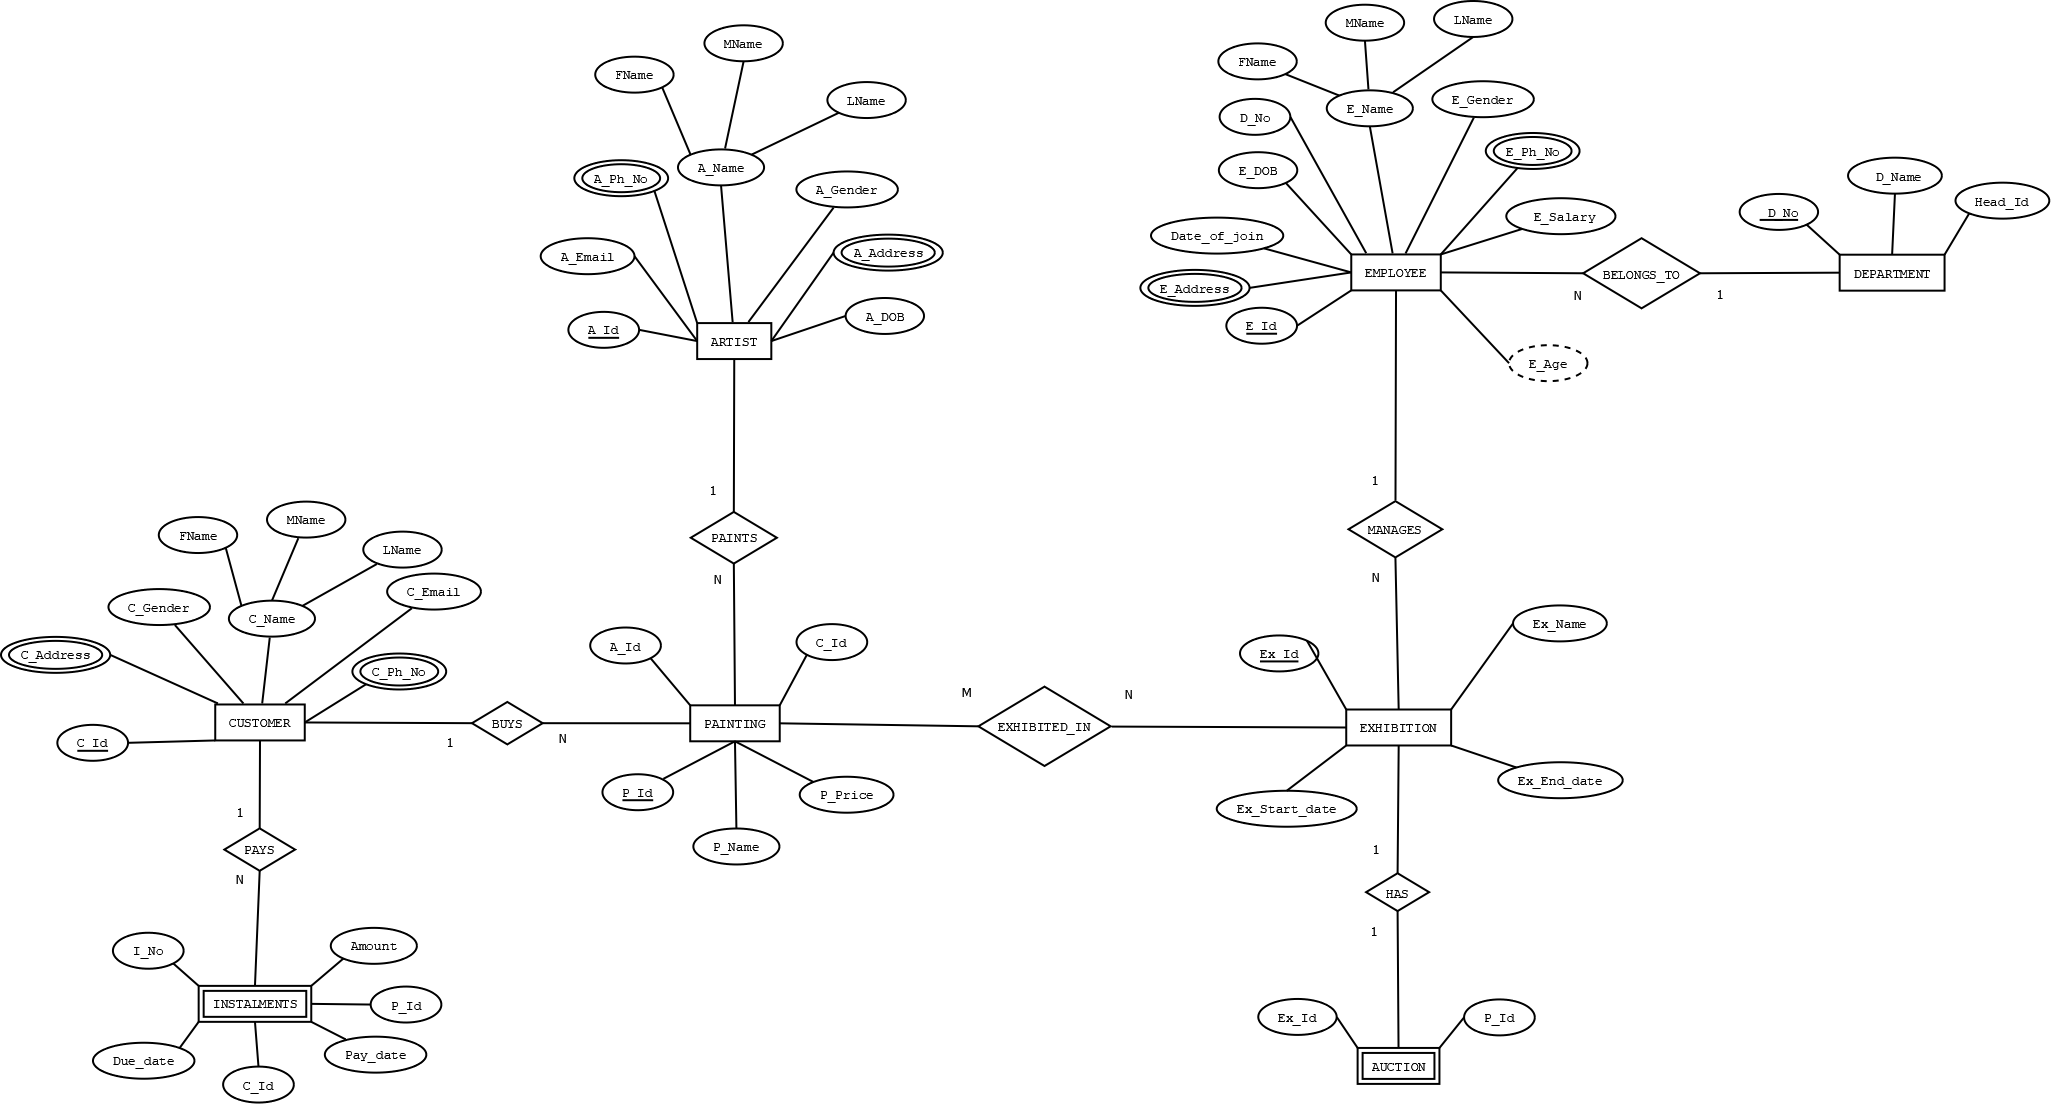 MName
LName
FName
E_Name
E_Gender
D_No
E_Ph_No
E_DOB
E_Salary
Date_of_join
E_Address
E_Id
EMPLOYEE
E_Age
BELONGS_TO
N
1
D_No
D_Name
Head_Id
DEPARTMENT
MName
FName
LName
A_Name
A_Ph_No
A_Gender
A_Email
A_Address
A_Id
A_DOB
ARTIST
1
PAINTS
N
1
MANAGES
N
MName
FName
LName
C_Email
C_Gender
C_Name
C_Address
C_Ph_No
C_Id
CUSTOMER
1
BUYS
N
A_Id
C_Id
PAINTING
P_Id
P_Price
P_Name
M
EXHIBITED_IN
N
Ex_Id
Ex_Name
EXHIBITION
Ex_Start_date
Ex_End_date
1
PAYS
N
I_No
Amount
INSTALMENTS
P_Id
Due_date
Pay_date
C_Id
1
HAS
1
Ex_Id
P_Id
AUCTION